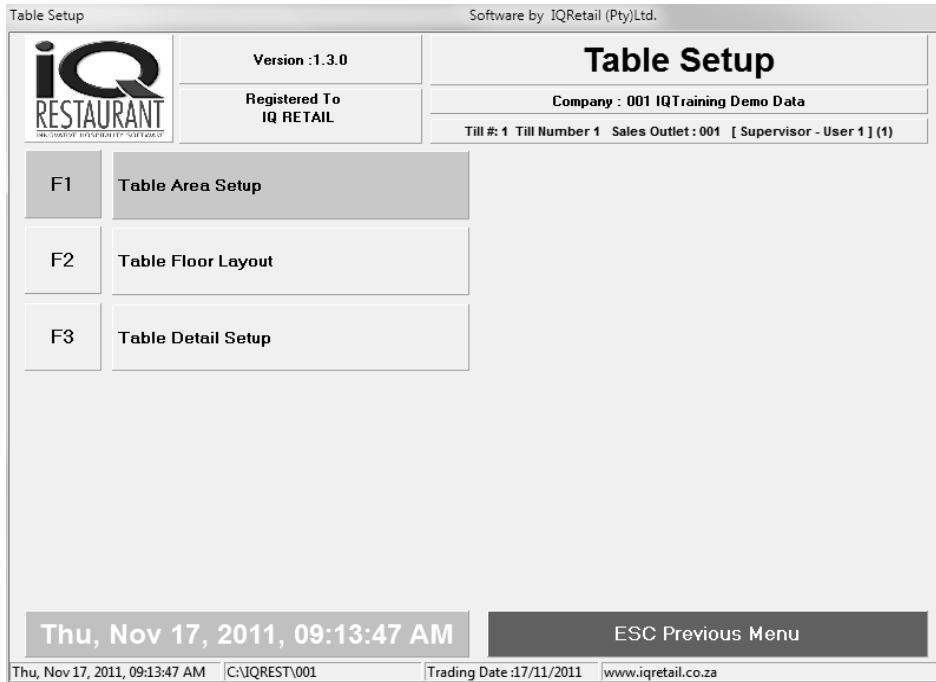 Table Setup
Software by IQRetail (Pty)Ltd.
iQ
RESTAURANT
INNOVATIVE HOSPITALITY SOFTWARE
Version :1.3.0
Registered To
IQ RETAIL
Table Setup
Company : 001 IQTraining Demo Data
Till #: 1 Till Number 1 Sales Outlet : 001 [ Supervisor - User 1 ] (1)
F1 Table Area Setup
F2 Table Floor Layout
F3 Table Detail Setup
Thu, Nov 17, 2011, 09:13:47 AM
ESC Previous Menu
Thu, Nov 17, 2011, 09:13:47 AM C:\IQREST\001 Trading Date :17/11/2011 www.iqretail.co.za